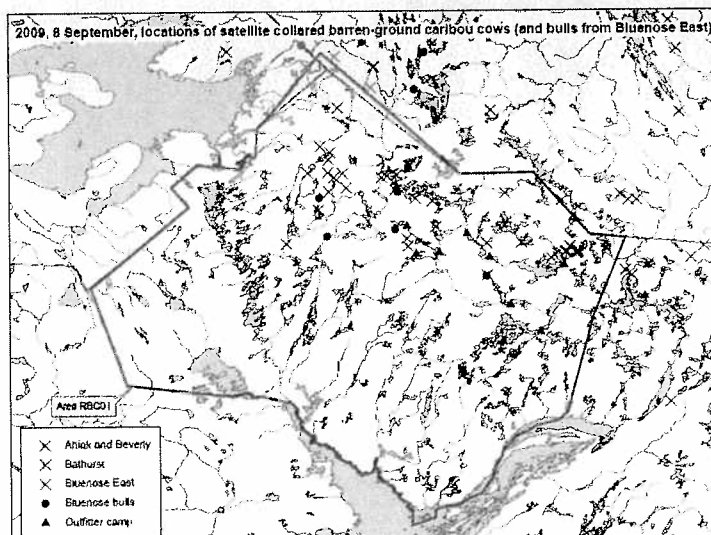 2009, 8 September, locations of satellite collared barren-ground caribou cows (and bulls from Bluenose East)
Area RBC01
Ahiak and Beverly
Bathurst
Bluenose East
Bluenose bulls
Outfitter camp